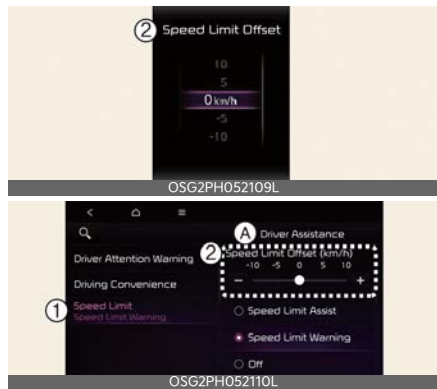 ② Speed Limit Offset
10
5
0 km/h
-5
-10
OSG2PH052109L
A Driver Assistance
Driver Attention Warning
② Speed Limit Offset (km/h)
-10 -5 0 5 10
− +
Driving Convenience
① Speed Limit
Speed Limit Warning
Speed Limit Assist
Speed Limit Warning
Off
OSG2PH052110L